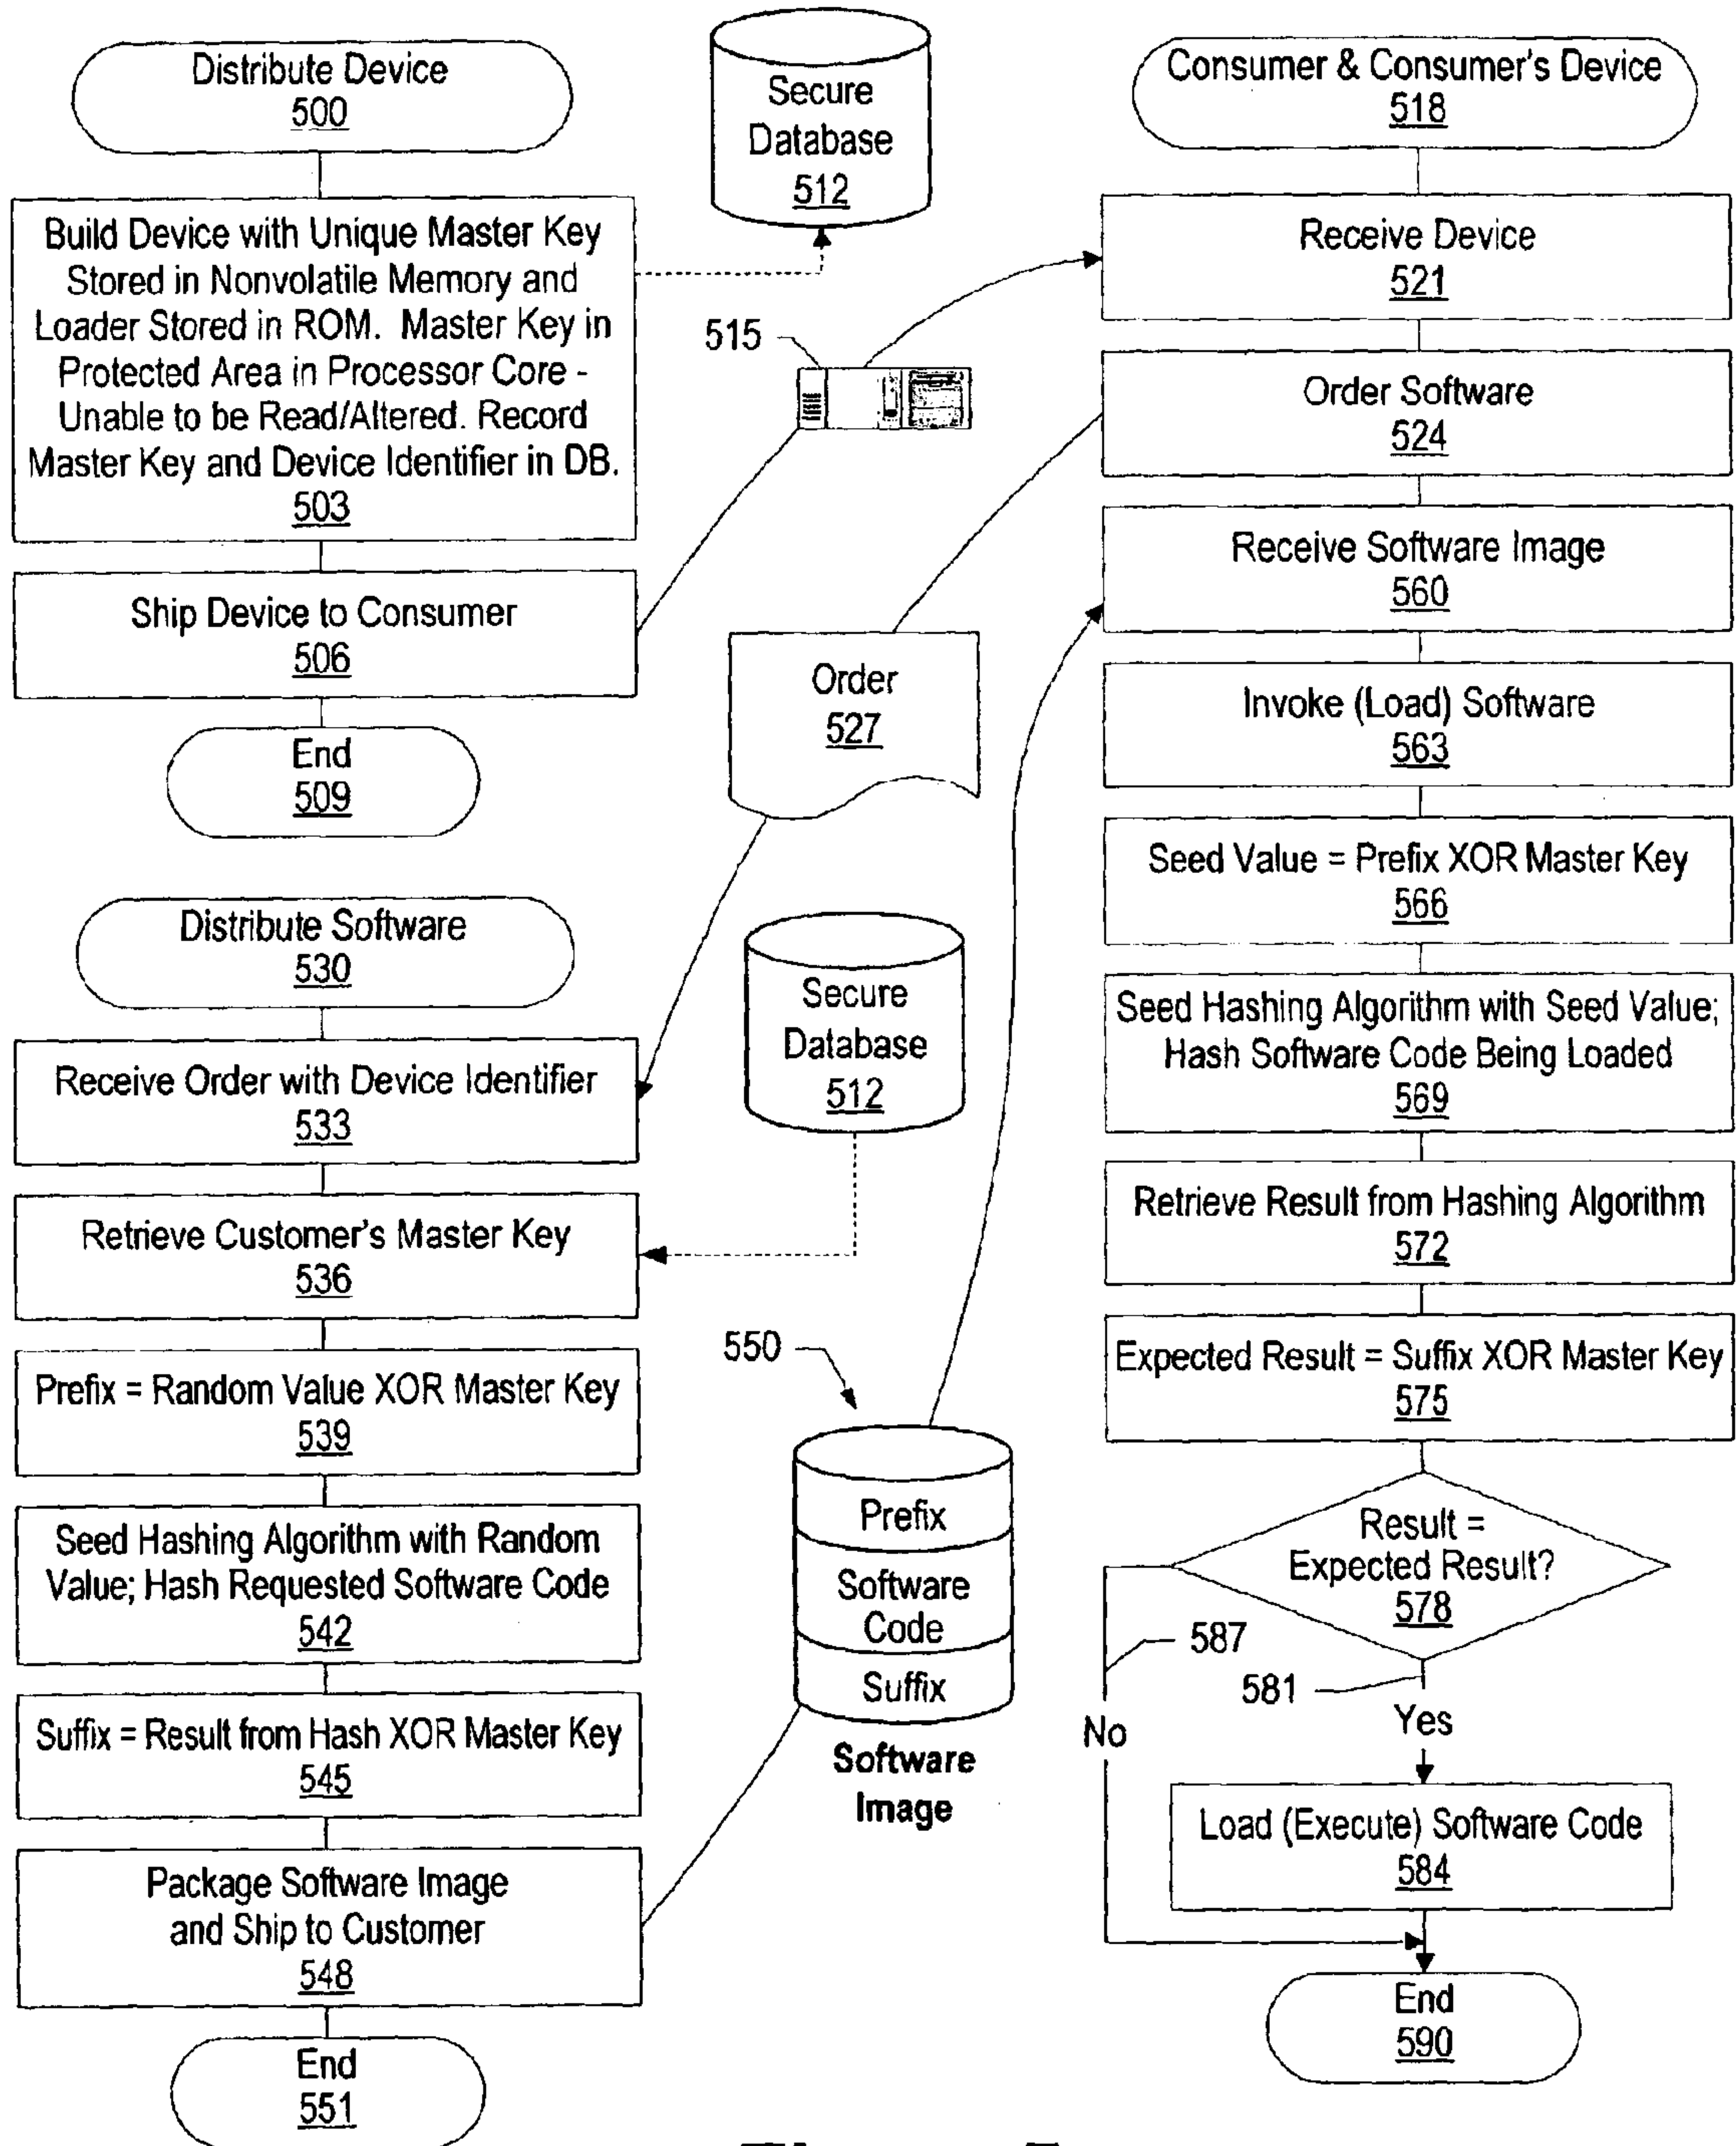 Distribute Device
500
Build Device with Unique Master Key
Stored in Nonvolatile Memory and
Loader Stored in ROM. Master Key in
Protected Area in Processor Core -
Unable to be Read/Altered. Record
Master Key and Device Identifier in DB.
503
Ship Device to Consumer
506
End
509
Secure
Database
512
515
Order
527
Distribute Software
530
Receive Order with Device Identifier
533
Retrieve Customer's Master Key
536
Prefix = Random Value XOR Master Key
539
Seed Hashing Algorithm with Random
Value; Hash Requested Software Code
542
Suffix = Result from Hash XOR Master Key
545
Package Software Image
and Ship to Customer
548
End
551
Secure
Database
512
550
Prefix
Software
Code
Suffix
Software
Image
Consumer & Consumer's Device
518
Receive Device
521
Order Software
524
Receive Software Image
560
Invoke (Load) Software
563
Seed Value = Prefix XOR Master Key
566
Seed Hashing Algorithm with Seed Value;
Hash Software Code Being Loaded
569
Retrieve Result from Hashing Algorithm
572
Expected Result = Suffix XOR Master Key
575
Result =
Expected Result?
578
587
581
No
Yes
Load (Execute) Software Code
584
End
590